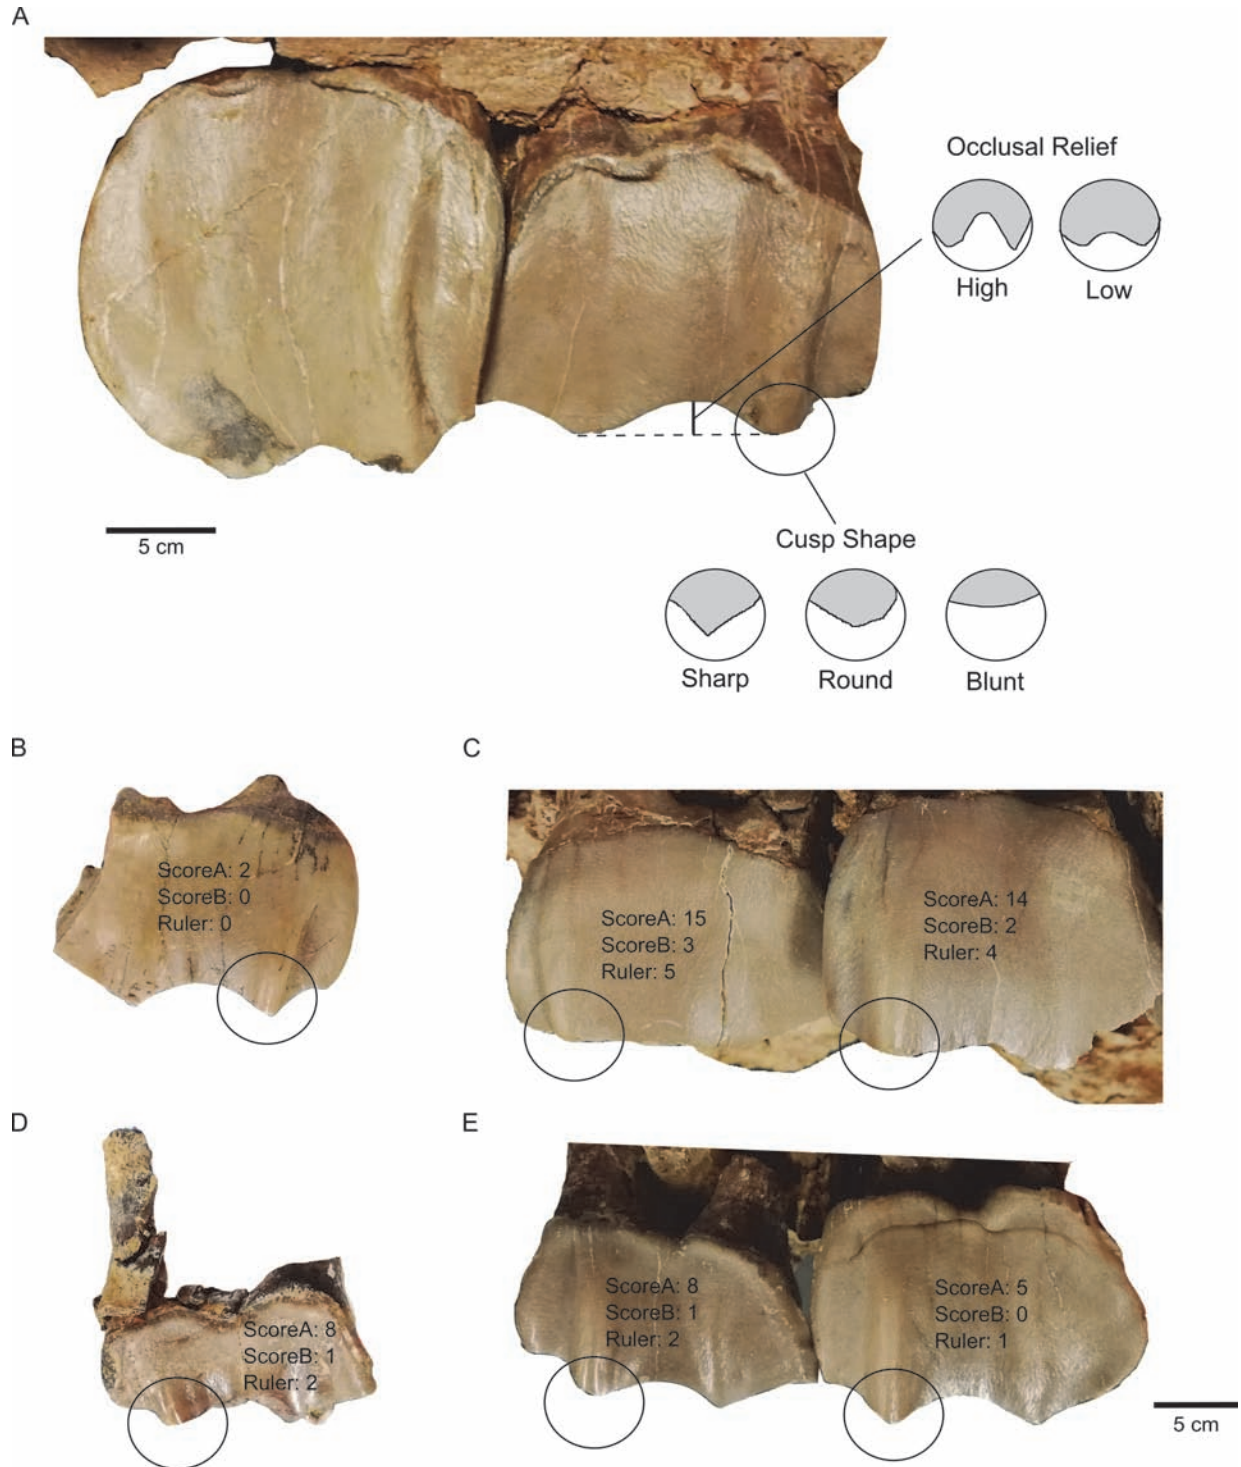 A
Occlusal Relief
High
Low
5 cm
Cusp Shape
Sharp
Round
Blunt
B
ScoreA: 2
ScoreB: 0
Ruler: 0
C
ScoreA: 15
ScoreB: 3
Ruler: 5
ScoreA: 14
ScoreB: 2
Ruler: 4
D
ScoreA: 8
ScoreB: 1
Ruler: 2
E
ScoreA: 8
ScoreB: 1
Ruler: 2
ScoreA: 5
ScoreB: 0
Ruler: 1
5 cm